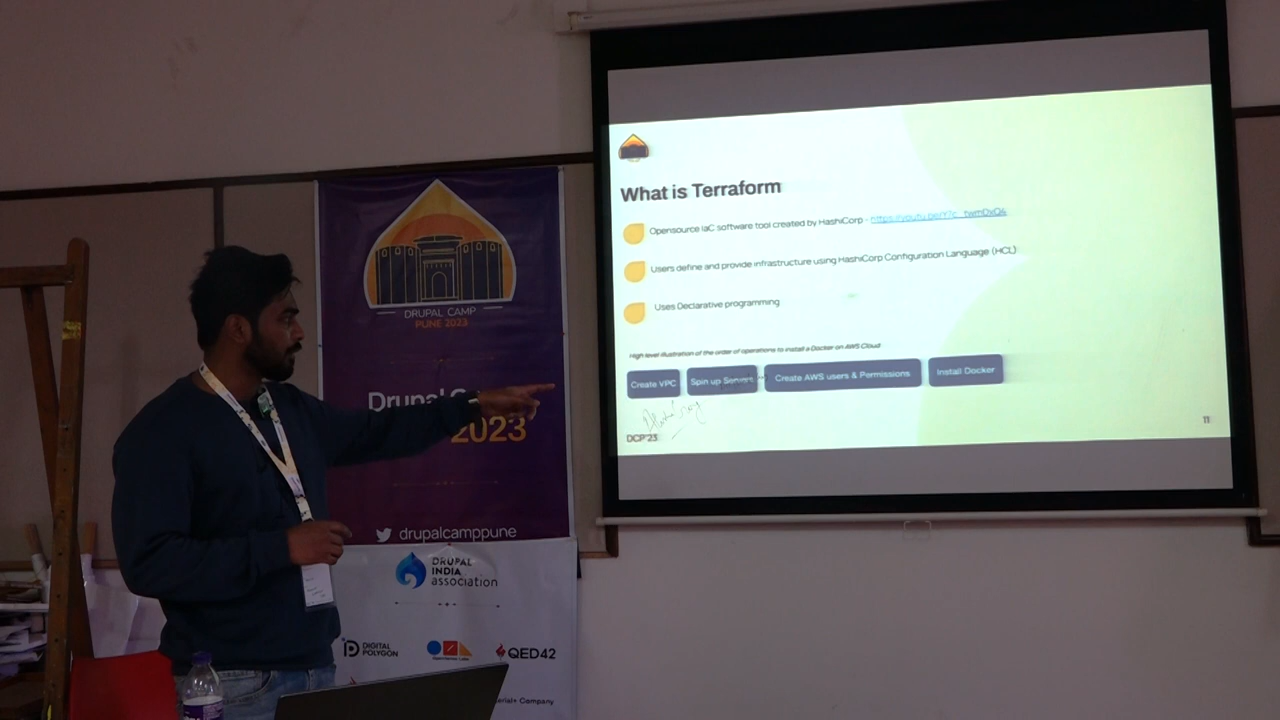 What is Terraform
Opensource IaC software tool created by HashiCorp -
Users define and provide infrastructure using HashiCorp Configuration Language (HCL)
Uses Declarative programming
High level illustration of the order of operations to install a Docker on AWS Cloud
Create VPC
Spin up Servers
Create AWS users & Permissions
Install Docker
DCP'23
11
DRUPAL CAMP
PUNE 2023
Drupal
2023
drupalcamppune
DRUPAL
INDIA
association
DIGITAL
POLYGON
QED42
Company